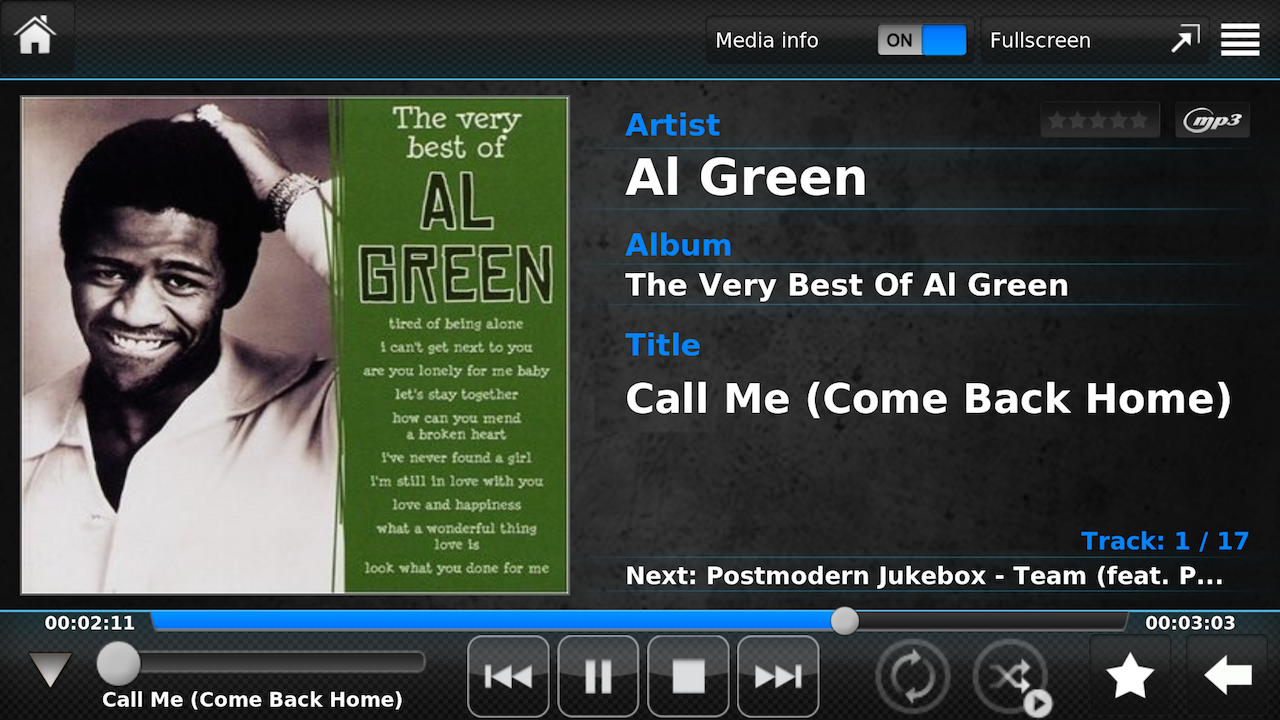 Media info
ON
Fullscreen
The very
best of
AL
GREEN
tired of being alone
i can't get next to you
are you lonely for me baby
let's stay together
how can you mend
a broken heart
i've never found a girl
i'm still in love with you
love and happiness
what a wonderful thing
love is
look what you done for me
Artist
mp3
Al Green
Album
The Very Best Of Al Green
Title
Call Me (Come Back Home)
Track: 1 / 17
Next: Postmodern Jukebox - Team (feat. P...
00:02:11
00:03:03
Call Me (Come Back Home)